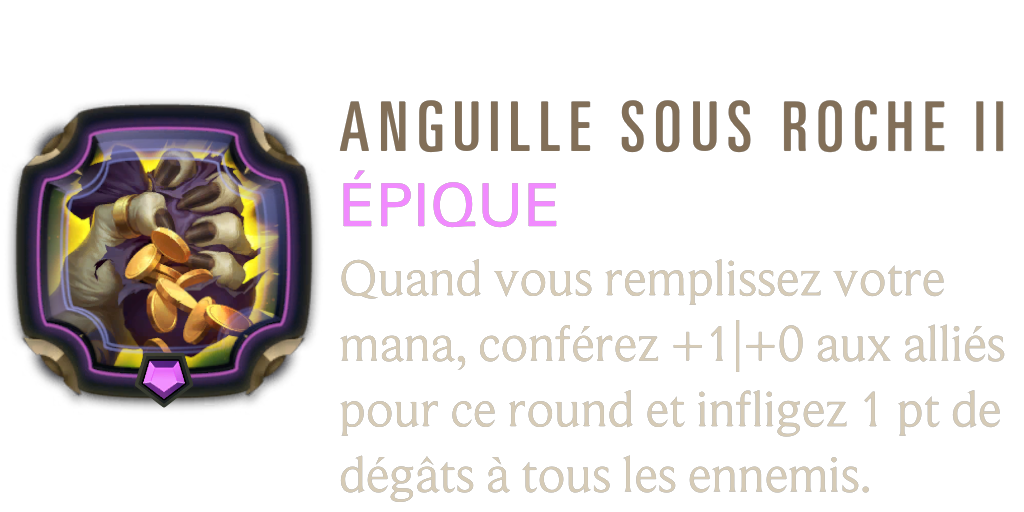 ANGUILLE SOUS ROCHE II
ÉPIQUE
Quand vous remplissez votre
mana, conférez +1|+0 aux alliés
pour ce round et infligez 1 pt de
dégâts à tous les ennemis.